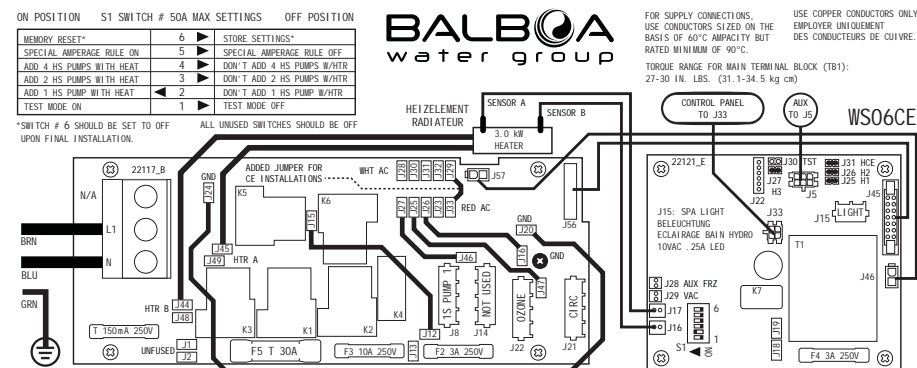 ON POSITION S1 SWITCH # 50A MAX SETTINGS OFF POSITION
MEMORY RESET* 6 ▶ STORE SETTINGS*
SPECIAL AMPERAGE RULE ON 5 ▶ SPECIAL AMPERAGE RULE OFF
ADD 4 HS PUMPS WITH HEAT 4 ▶ DON'T ADD 4 HS PUMPS W/HTR
ADD 2 HS PUMPS WITH HEAT 3 ▶ DON'T ADD 2 HS PUMPS W/HTR
ADD 1 HS PUMP WITH HEAT ◀ 2 DON'T ADD 1 HS PUMP W/HTR
TEST MODE ON 1 ▶ TEST MODE OFF
*SWITCH # 6 SHOULD BE SET TO OFF
UPON FINAL INSTALLATION.
ALL UNUSED SWITCHES SHOULD BE OFF
BALBOA
water group
FOR SUPPLY CONNECTIONS,
USE CONDUCTORS SIZED ON THE
BASIS OF 60°C AMPACITY BUT
RATED MINIMUM OF 90°C.
USE COPPER CONDUCTORS ONLY
EMPLOYER UNIQUEMENT
DES CONDUCTEURS DE CUIVRE.
TORQUE RANGE FOR MAIN TERMINAL BLOCK (TB1):
27-30 IN. LBS. (31.1-34.5 kg cm)
HEIZELEMENT
RADIATEUR
SENSOR A
SENSOR B
3.0 kW
HEATER
CONTROL PANEL
TO J33
AUX
TO J5
WS06CE
22117_B
N/A
L1
N
BRN
BLU
GRN
GND
J24
ADDED JUMPER FOR
CE INSTALLATIONS
WHT AC
J28
J30
J31
J32
J29
J57
RED AC
J27
J25
J26
J23
J33
J56
K5
K6
J15
J45
J49
HTR A
HTR B
J44
J48
GND
J20
J16
GND
J46
J47
K3
K1
K2
K4
J12
1S PUMP 1
J8
NOT USED
J14
OZONE
J22
CIRC
J21
T 150mA 250V
UNFUSED
J1
J2
F5 T 30A
F3 10A 250V
J13
F2 3A 250V
22121_E
J22
J30 TST
J27
H3
J5
J31 HCE
J26 H2
J25 H1
J45
J15: SPA LIGHT
BELEUCHTUNG
ECLAIRAGE BAIN HYDRO
10VAC .25A LED
J33
J15
LIGHT
T1
J46
J28 AUX FRZ
J29 VAC
J17
J16
K7
6
1
S1
ON
J19
J18
F4 3A 250V